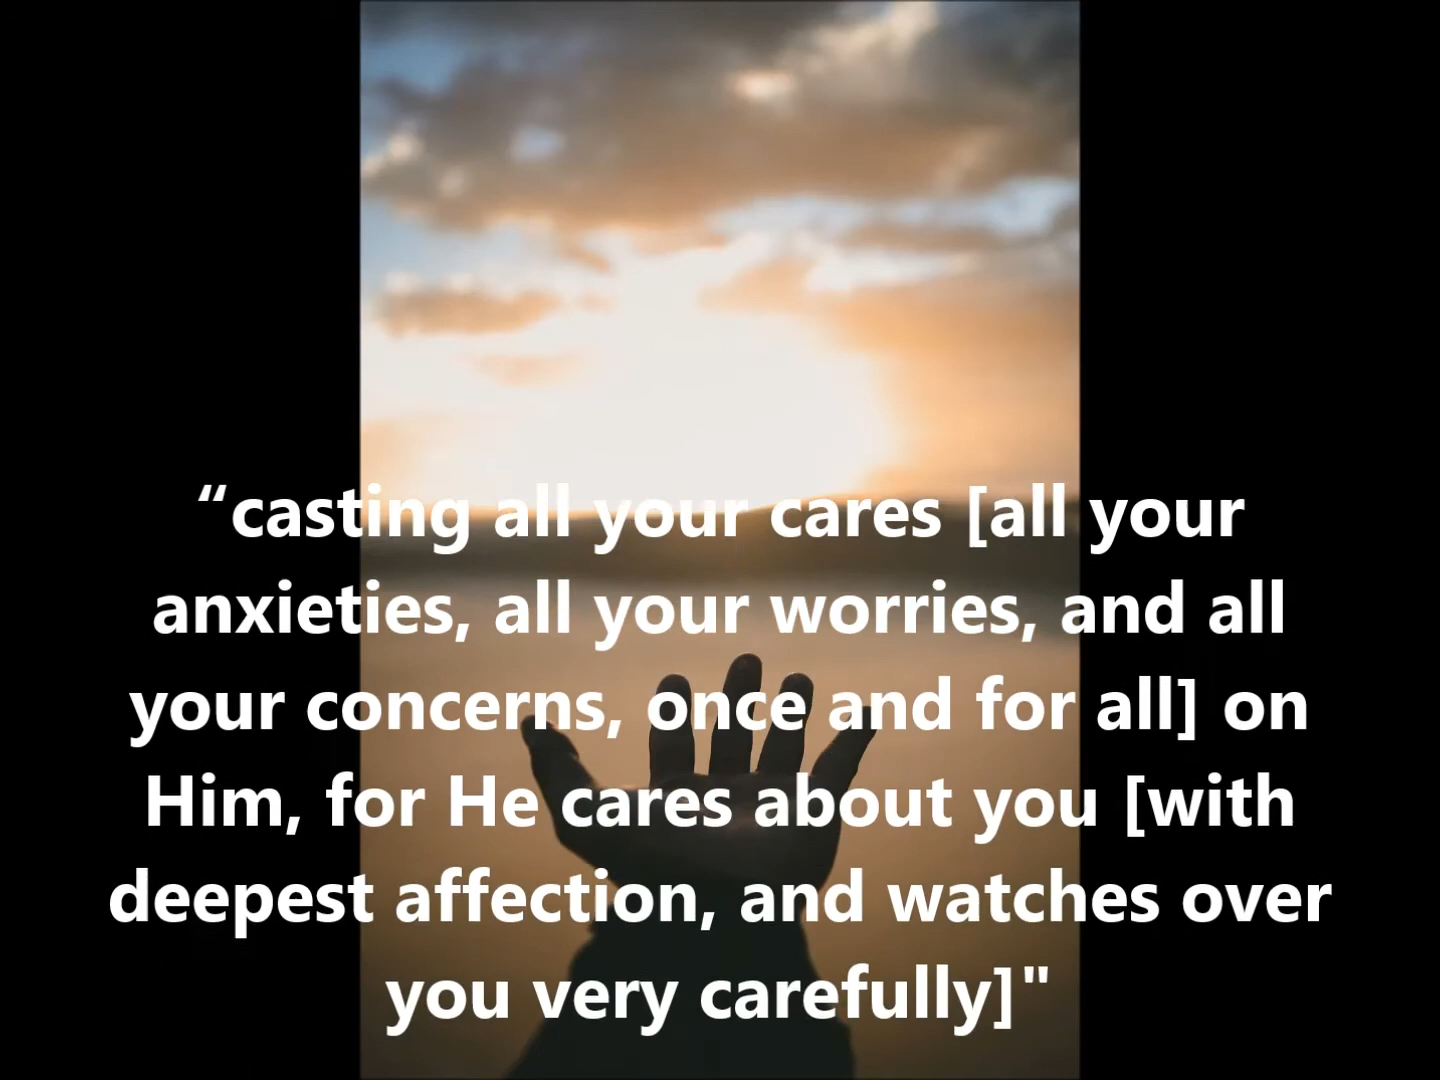 “casting all your cares [all your
anxieties, all your worries, and all
your concerns, once and for all] on
Him, for He cares about you [with
deepest affection, and watches over
you very carefully]"